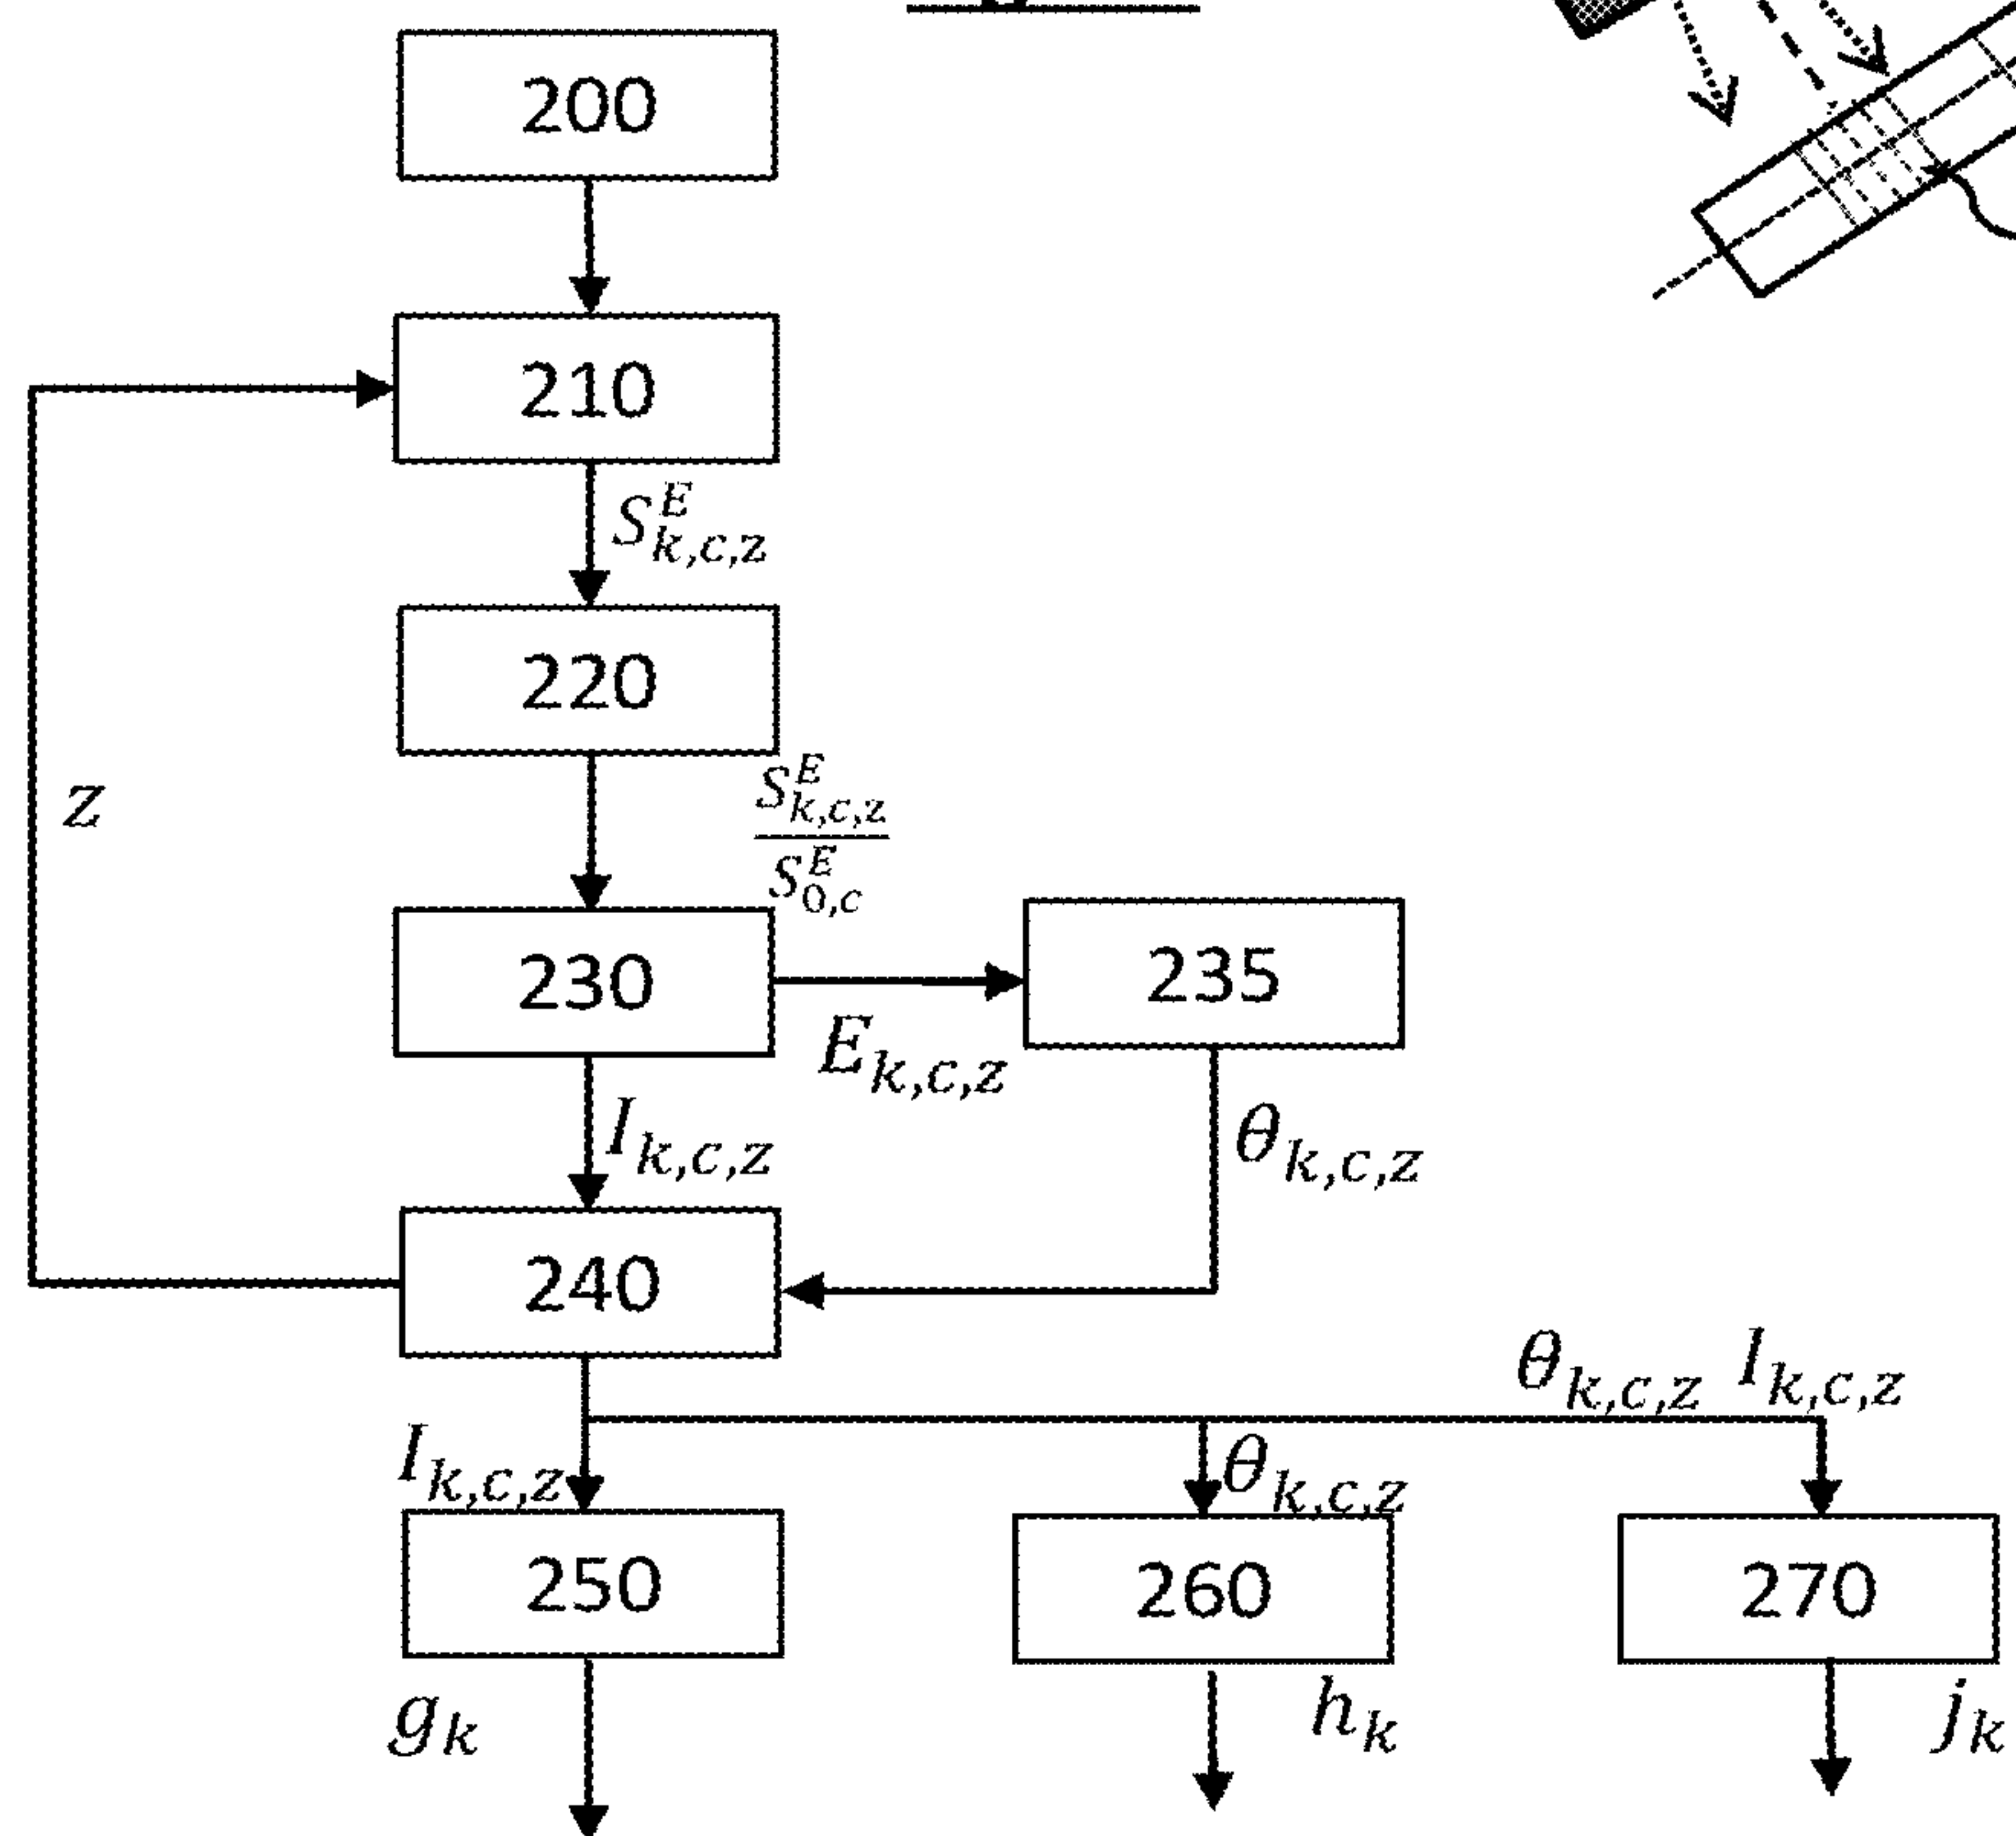 200
210
S^E_{k,c,z}
220
z
S^E_{k,c,z}
S^E_{0,c}
230
235
E_{k,c,z}
I_{k,c,z}
θ_{k,c,z}
240
θ_{k,c,z} I_{k,c,z}
I_{k,c,z}
θ_{k,c,z}
250
260
270
g_k
h_k
j_k